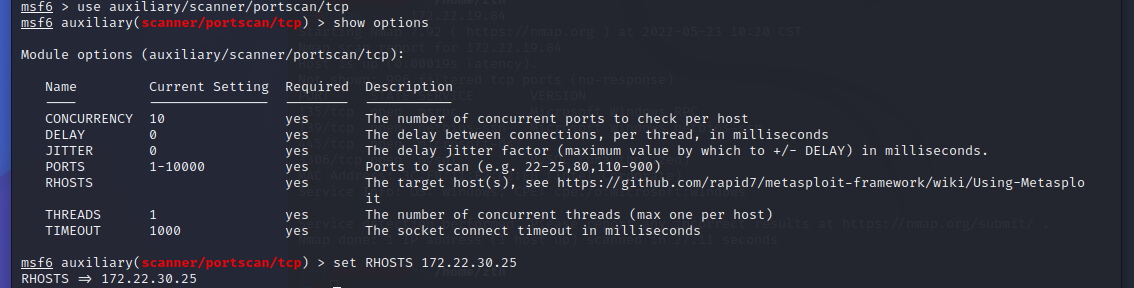 msf6 > use auxiliary/scanner/portscan/tcp
msf6 auxiliary(scanner/portscan/tcp) > show options
Module options (auxiliary/scanner/portscan/tcp):
Name Current Setting Required Description
CONCURRENCY 10 yes The number of concurrent ports to check per host
DELAY 0 yes The delay between connections, per thread, in milliseconds
JITTER 0 yes The delay jitter factor (maximum value by which to +/- DELAY) in milliseconds.
PORTS 1-10000 yes Ports to scan (e.g. 22-25,80,110-900)
RHOSTS yes The target host(s), see https://github.com/rapid7/metasploit-framework/wiki/Using-Metasplo
it
THREADS 1 yes The number of concurrent threads (max one per host)
TIMEOUT 1000 yes The socket connect timeout in milliseconds
msf6 auxiliary(scanner/portscan/tcp) > set RHOSTS 172.22.30.25
RHOSTS => 172.22.30.25